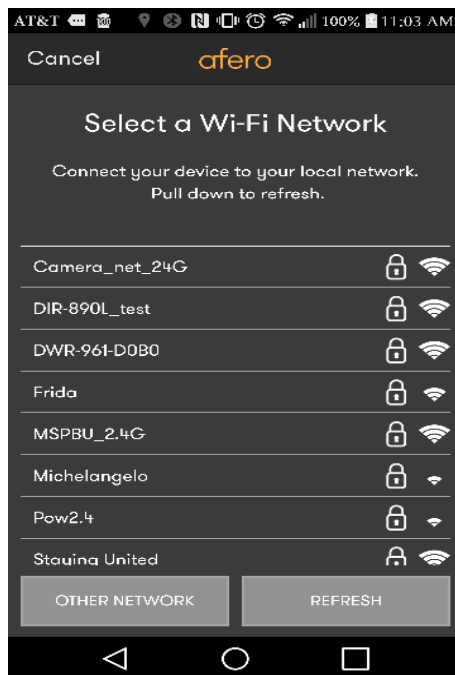 AT&T 100% 11:03 AM
Cancel afero
Select a Wi-Fi Network
Connect your device to your local network.
Pull down to refresh.
Camera_net_24G
DIR-890L_test
DWR-961-D0B0
Frida
MSPBU_2.4G
Michelangelo
Pow2.4
Staying United
OTHER NETWORK REFRESH